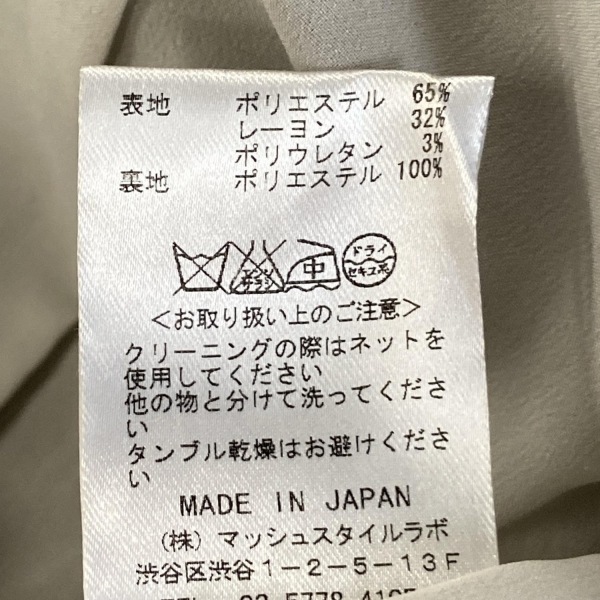 表地 ポリエステル 65%
レーヨン 32%
ポリウレタン 3%
裏地 ポリエステル 100%
エンソ
サラシ
中
ドライ
セキユ系
<お取り扱い上のご注意>
クリーニングの際はネットを
使用してください
他の物と分けて洗ってくださ
い
タンブル乾燥はお避けくださ
い
MADE IN JAPAN
(株) マッシュスタイルラボ
渋谷区渋谷1-2-5-13F